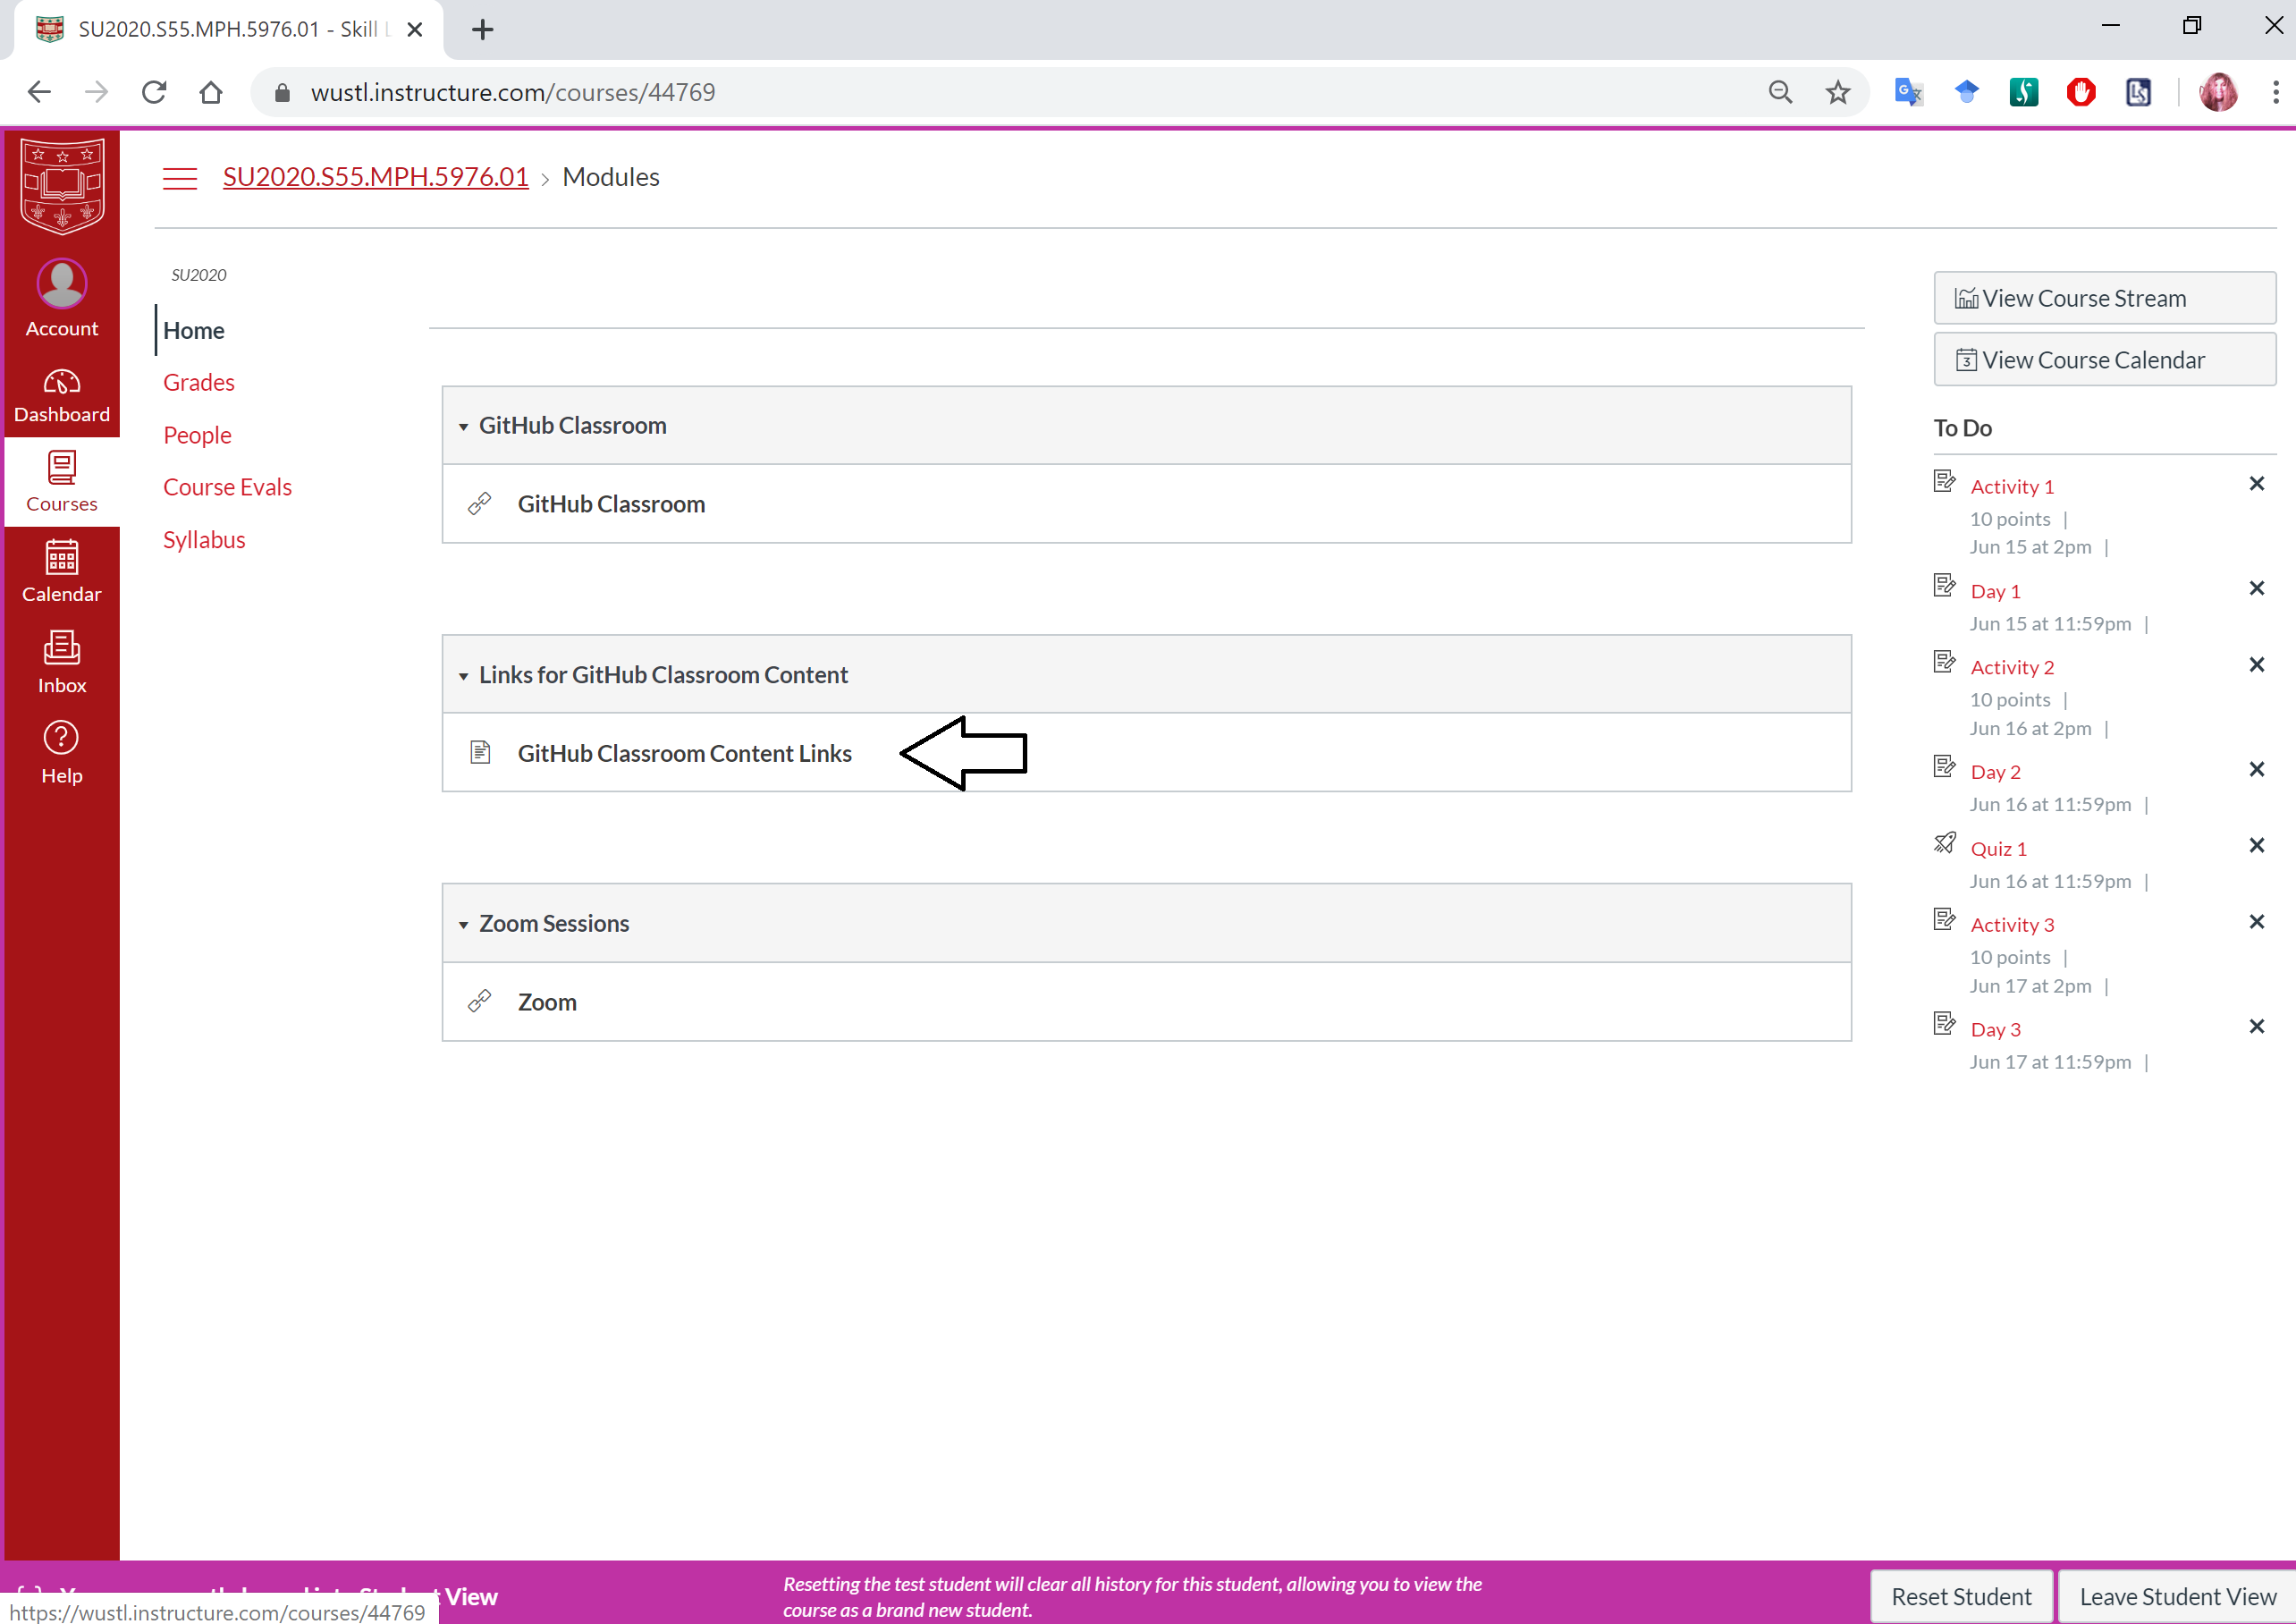 SU2020.S55.MPH.5976.01 - Skill
wustl.instructure.com/courses/44769
SU2020.S55.MPH.5976.01 > Modules
Account
Dashboard
Courses
Calendar
Inbox
Help
SU2020
Home
Grades
People
Course Evals
Syllabus
GitHub Classroom
GitHub Classroom
Links for GitHub Classroom Content
GitHub Classroom Content Links
Zoom Sessions
Zoom
View Course Stream
3 View Course Calendar
To Do
Activity 1
10 points |
Jun 15 at 2pm |
Day 1
Jun 15 at 11:59pm |
Activity 2
10 points |
Jun 16 at 2pm |
Day 2
Jun 16 at 11:59pm |
Quiz 1
Jun 16 at 11:59pm |
Activity 3
10 points |
Jun 17 at 2pm |
Day 3
Jun 17 at 11:59pm |
View
https://wustl.instructure.com/courses/44769
Resetting the test student will clear all history for this student, allowing you to view the
course as a brand new student.
Reset Student
Leave Student View